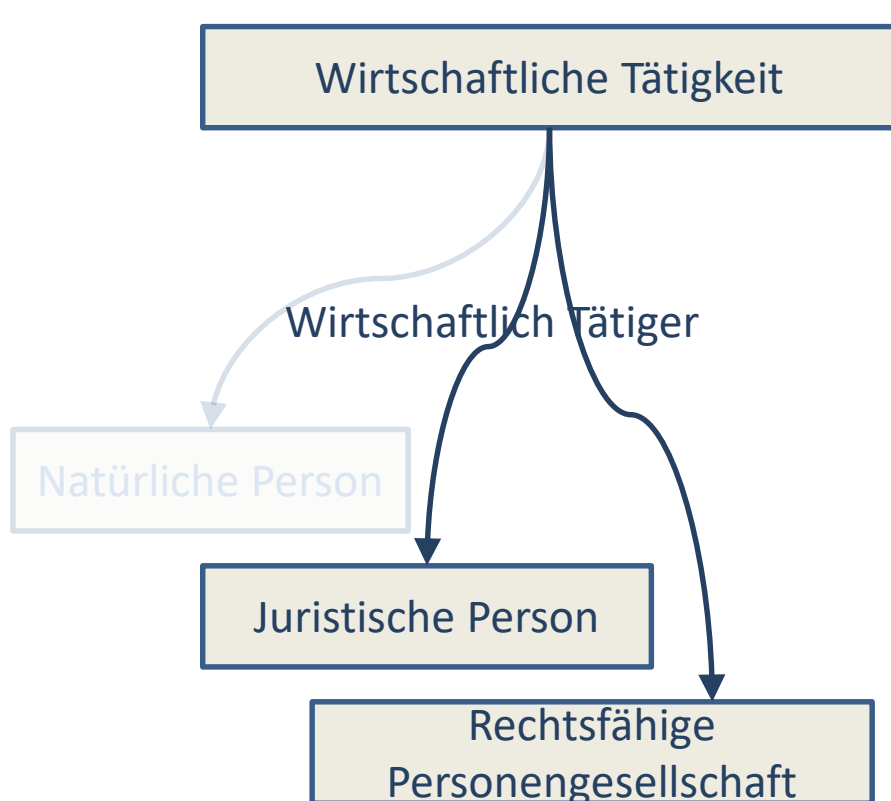 Wirtschaftliche Tätigkeit
Wirtschaftlich Tätiger
Natürliche Person
Juristische Person
Rechtsfähige
Personengesellschaft